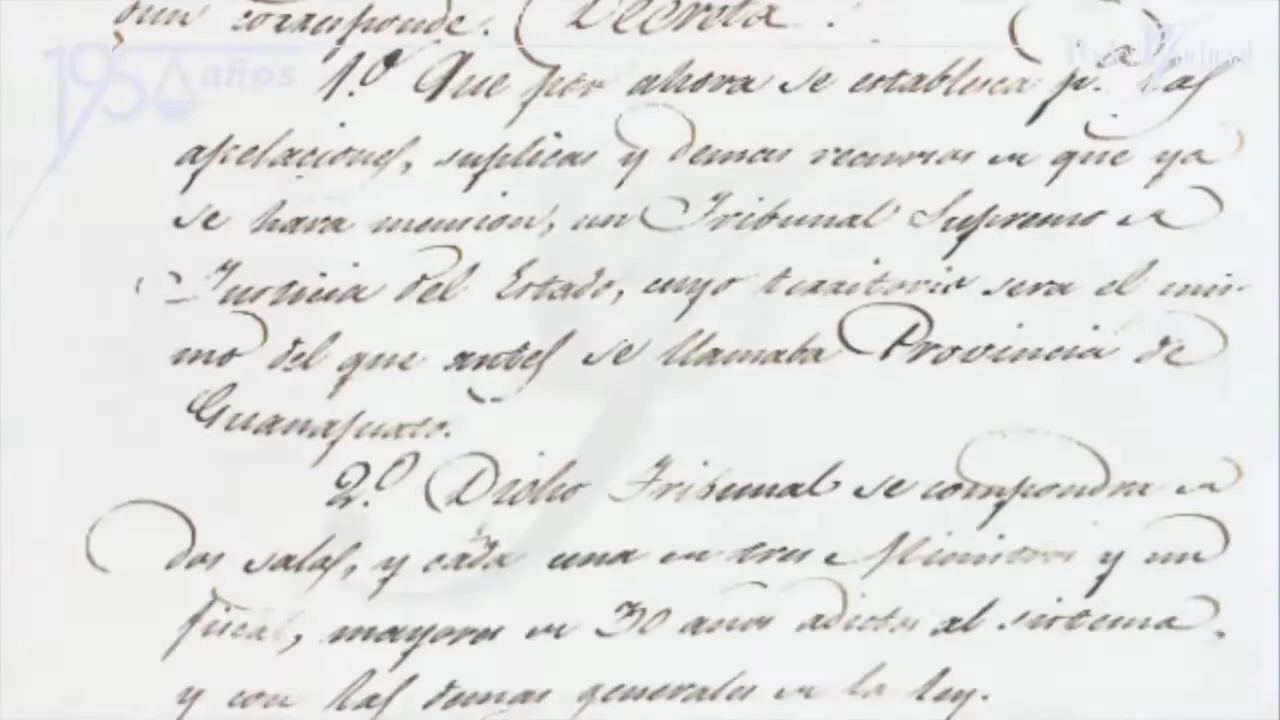 corresponde. Decreta.
195 años
1.º Que por ahora se establesca p. las
apelaciones, suplicas y demas recursos de que ya
se hara mencion, un Tribunal Supremo de
Justicia del Estado, cuyo territorio sera el mis-
mo del que antes se llamaba Provincia de
Guanajuato.
2.º Dicho Tribunal se compondra de
dos salas, y cada una de tres Ministros y un
fiscal, mayores de 30 años adictos al sistema,
y con las demas generales de la ley.